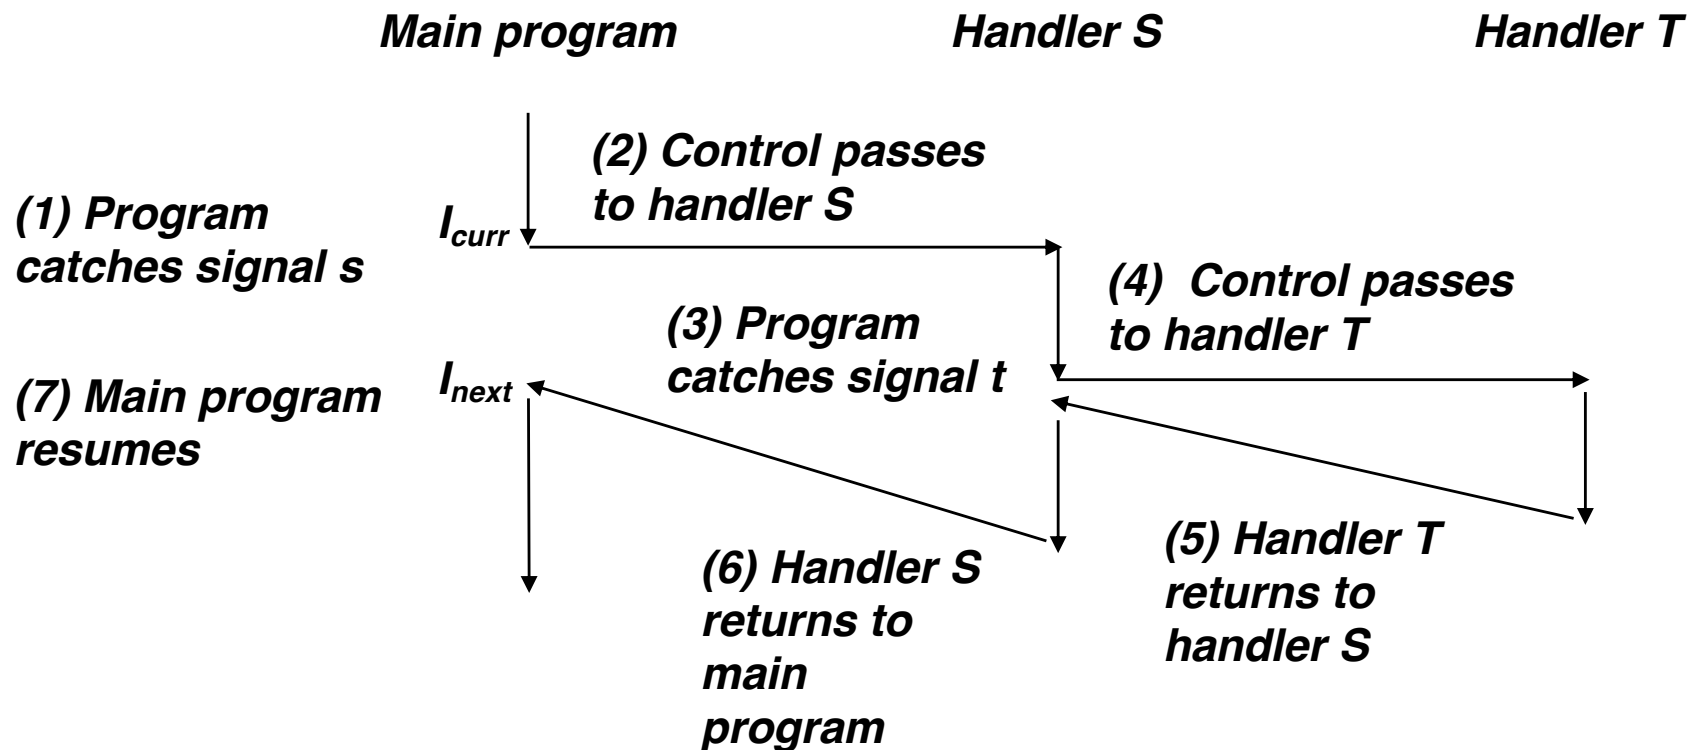 Main program
Handler S
Handler T
(1) Program
catches signal s
I_curr
(2) Control passes
to handler S
(3) Program
catches signal t
(4)  Control passes
to handler T
(7) Main program
resumes
I_next
(6) Handler S
returns to
main
program
(5) Handler T
returns to
handler S